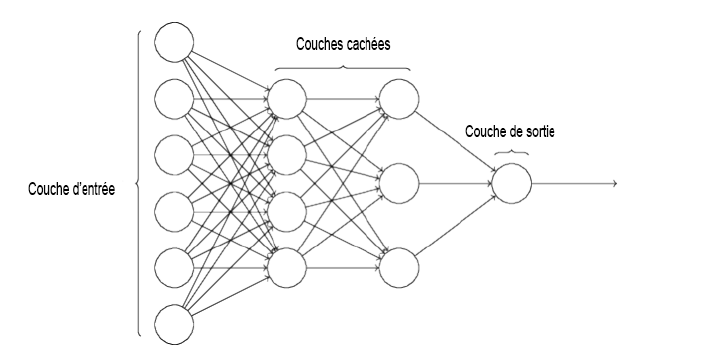 Couches cachées
Couche de sortie
Couche d'entrée